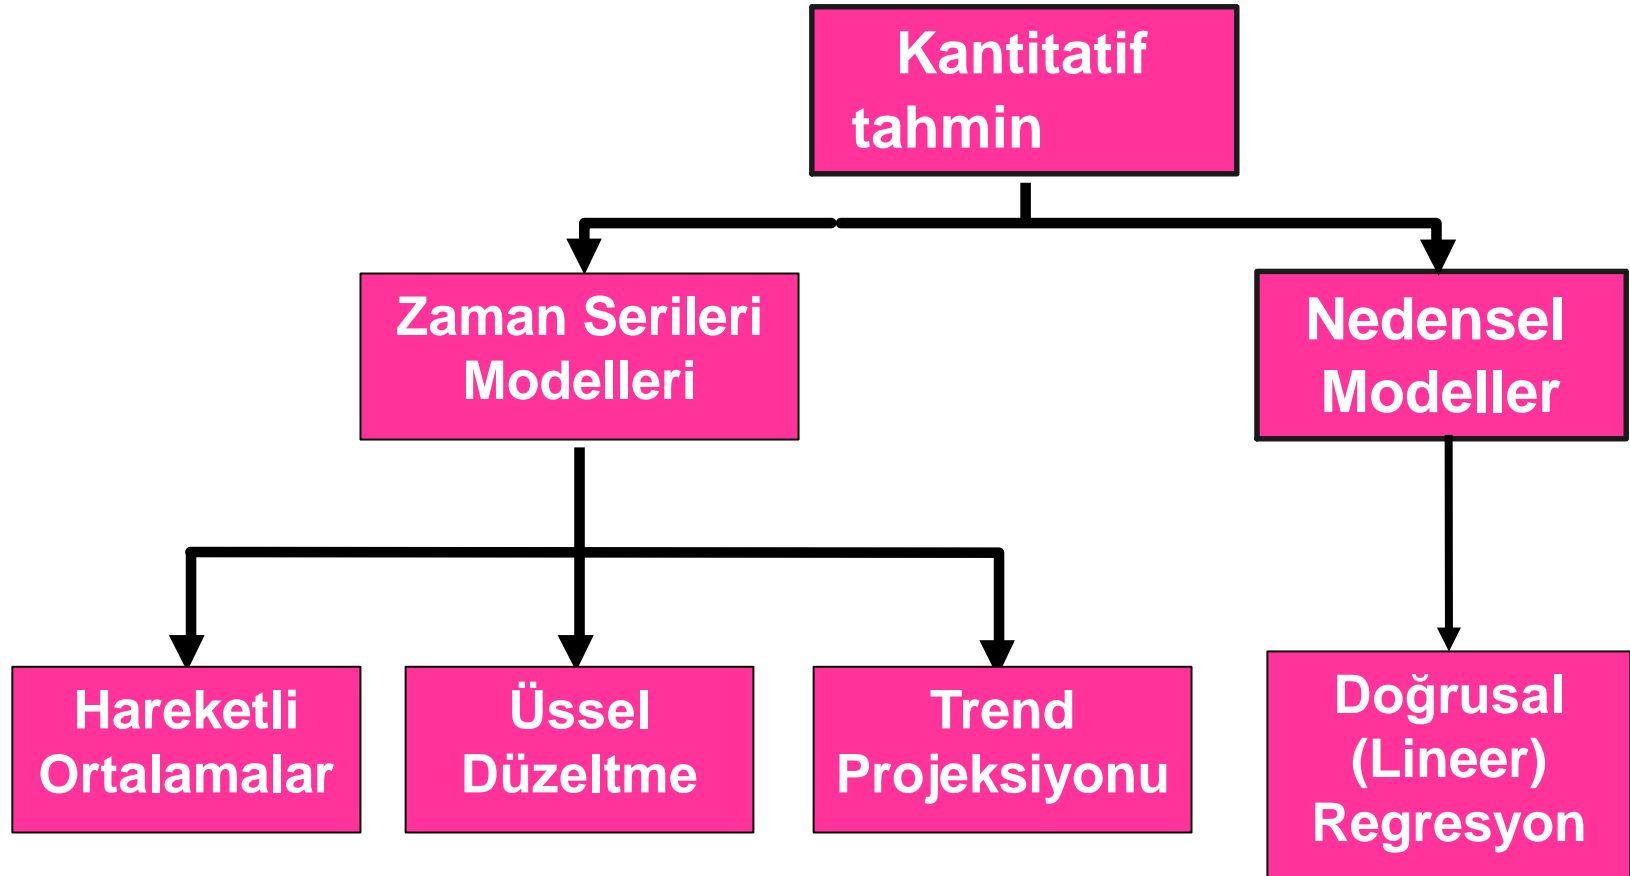 Kantitatif
tahmin
Zaman Serileri
Modelleri
Nedensel
Modeller
Hareketli
Ortalamalar
Üssel
Düzeltme
Trend
Projeksiyonu
Doğrusal
(Lineer)
Regresyon